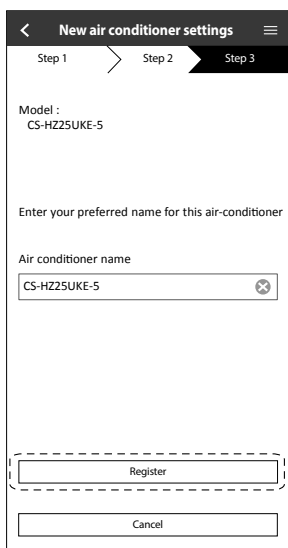 New air conditioner settings
Step 1 Step 2 Step 3
Model :
CS-HZ25UKE-5
Enter your preferred name for this air-conditioner
Air conditioner name
CS-HZ25UKE-5
Register
Cancel